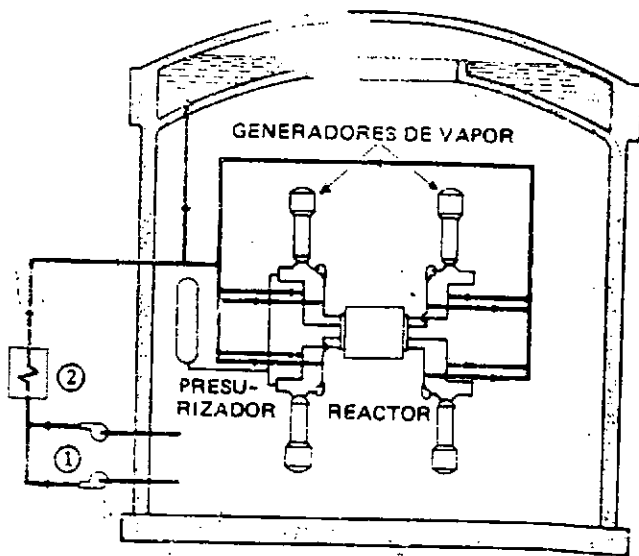 GENERADORES DE VAPOR
PRESU-
RIZADOR
REACTOR
②
①